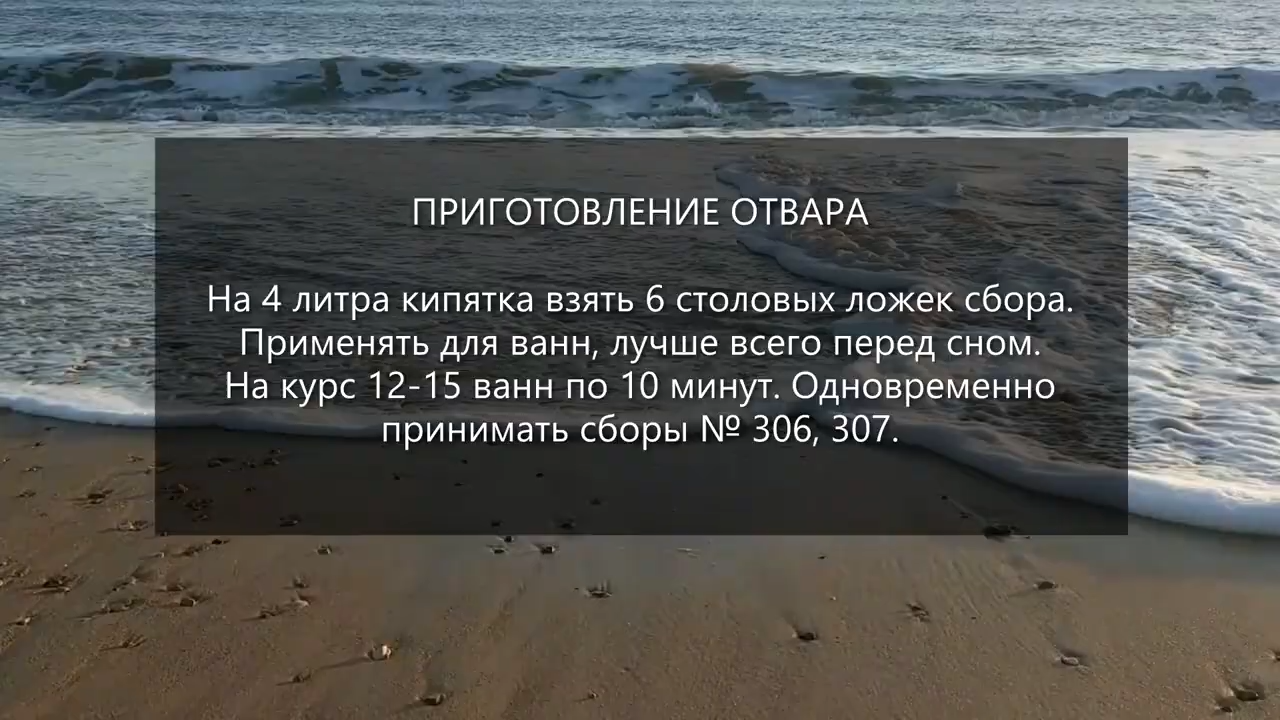 ПРИГОТОВЛЕНИЕ ОТВАРА
На 4 литра кипятка взять 6 столовых ложек сбора.
Применять для ванн, лучше всего перед сном.
На курс 12-15 ванн по 10 минут. Одновременно
принимать сборы № 306, 307.